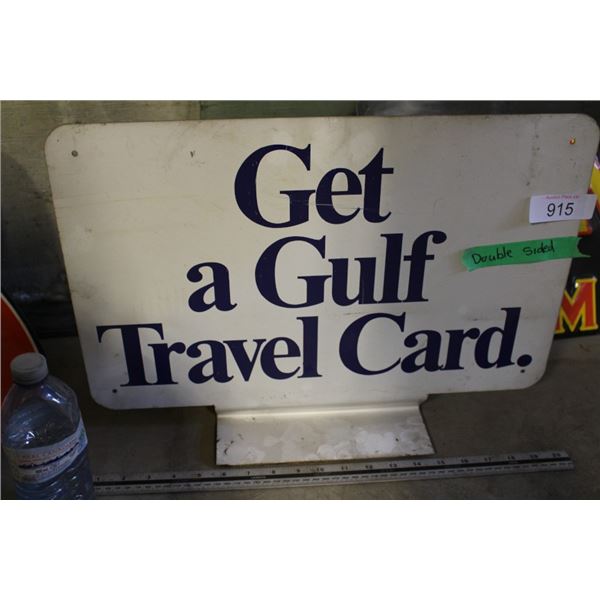 Get
a Gulf
Travel Card.
915
Double Sided
M